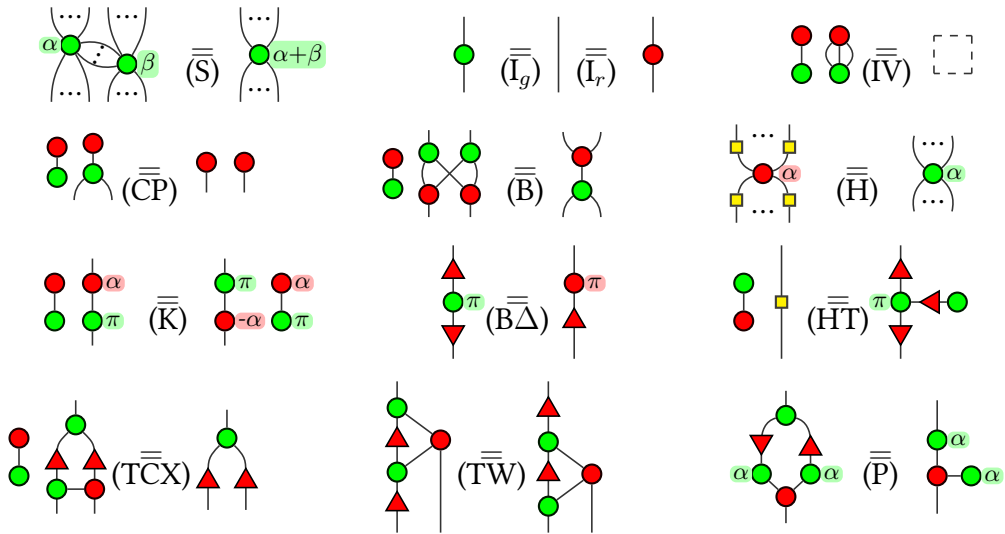 ... ...
α β (S) α+β
... ... ...
(I_g) (I_r)
(IV)
(CP)
(B)
... ...
α (H) α
... ...
α π (K) π -α α π
π (BΔ) π
(HT) π
(TCX)
(TW)
α α (P) α α